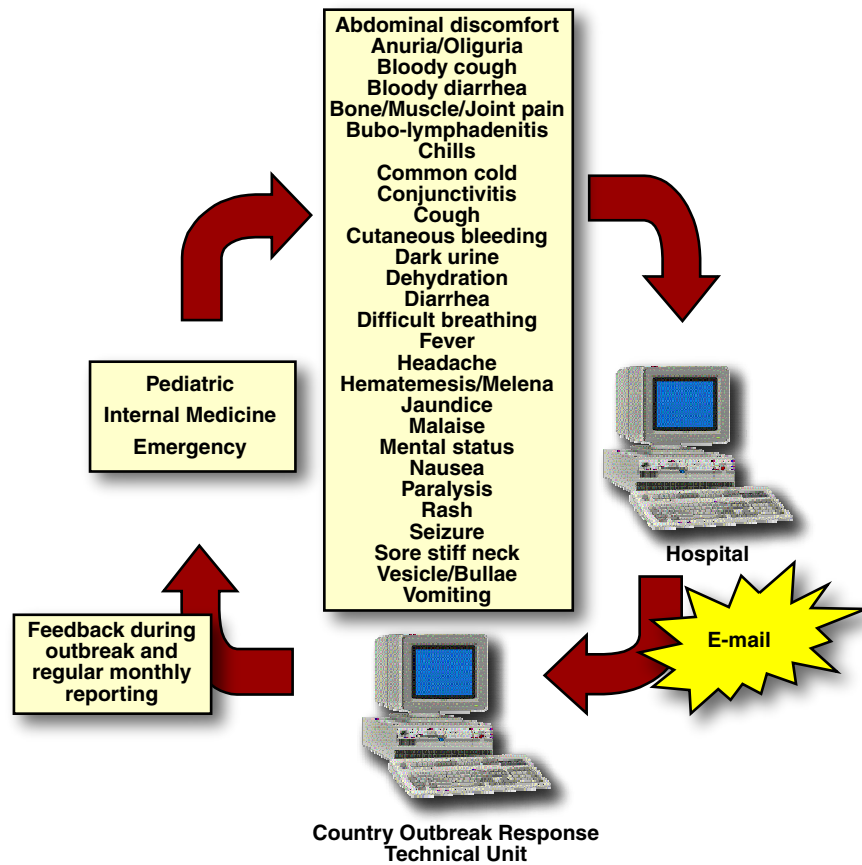 Abdominal discomfort
Anuria/Oliguria
Bloody cough
Bloody diarrhea
Bone/Muscle/Joint pain
Bubo-lymphadenitis
Chills
Common cold
Conjunctivitis
Cough
Cutaneous bleeding
Dark urine
Dehydration
Diarrhea
Difficult breathing
Fever
Headache
Hematemesis/Melena
Jaundice
Malaise
Mental status
Nausea
Paralysis
Rash
Seizure
Sore stiff neck
Vesicle/Bullae
Vomiting
Pediatric
Internal Medicine
Emergency
Hospital
E-mail
Feedback during
outbreak and
regular monthly
reporting
Country Outbreak Response
Technical Unit